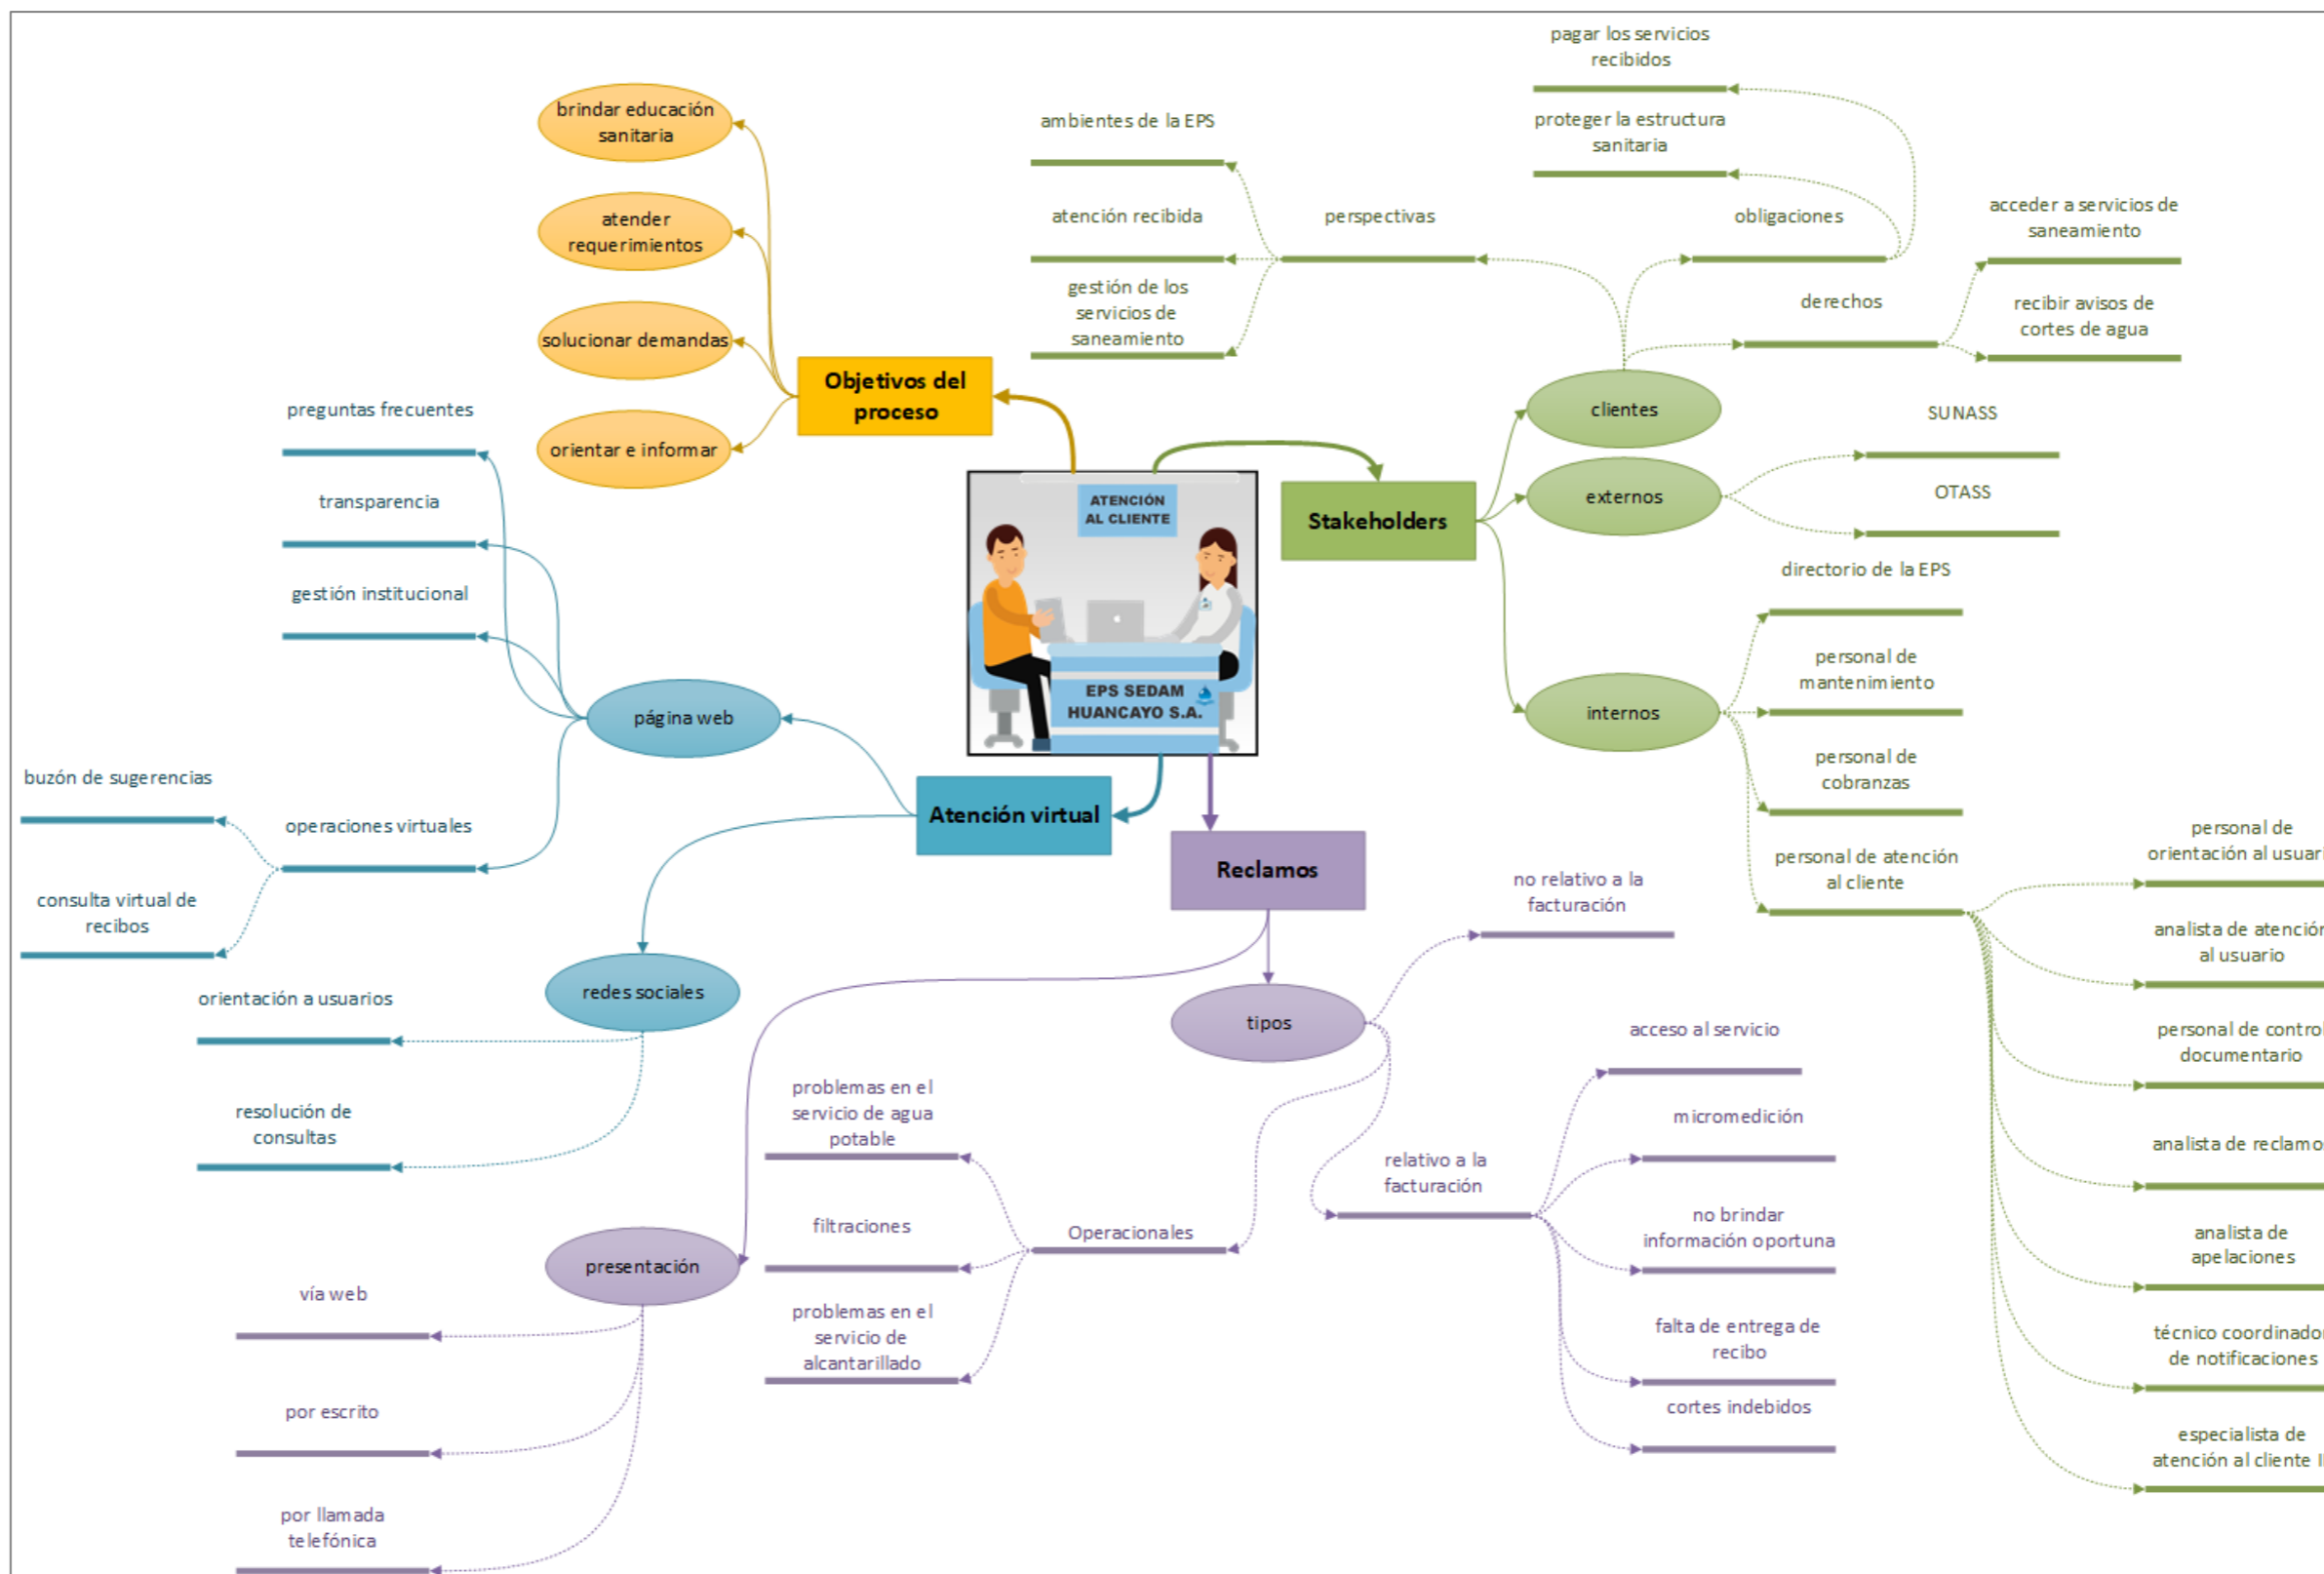 pagar los servicios
recibidos
proteger la estructura
sanitaria
brindar educación
sanitaria
ambientes de la EPS
atender
requerimientos
atención recibida
perspectivas
obligaciones
acceder a servicios de
saneamiento
gestión de los
servicios de
saneamiento
derechos
recibir avisos de
cortes de agua
solucionar demandas
Objetivos del
proceso
orientar e informar
clientes
SUNASS
externos
OTASS
Stakeholders
preguntas frecuentes
transparencia
gestión institucional
ATENCIÓN
AL CLIENTE
EPS SEDAM
HUANCAYO S.A.
directorio de la EPS
personal de
mantenimiento
internos
personal de
cobranzas
personal de atención
al cliente
página web
buzón de sugerencias
operaciones virtuales
consulta virtual de
recibos
Atención virtual
Reclamos
redes sociales
orientación a usuarios
resolución de
consultas
no relativo a la
facturación
tipos
acceso al servicio
micromedición
relativo a la
facturación
no brindar
información oportuna
falta de entrega de
recibo
cortes indebidos
problemas en el
servicio de agua
potable
filtraciones
Operacionales
problemas en el
servicio de
alcantarillado
presentación
vía web
por escrito
por llamada
telefónica
personal de
orientación al usuari
analista de atención
al usuario
personal de control
documentario
analista de reclamo
analista de
apelaciones
técnico coordinador
de notificaciones
especialista de
atención al cliente I